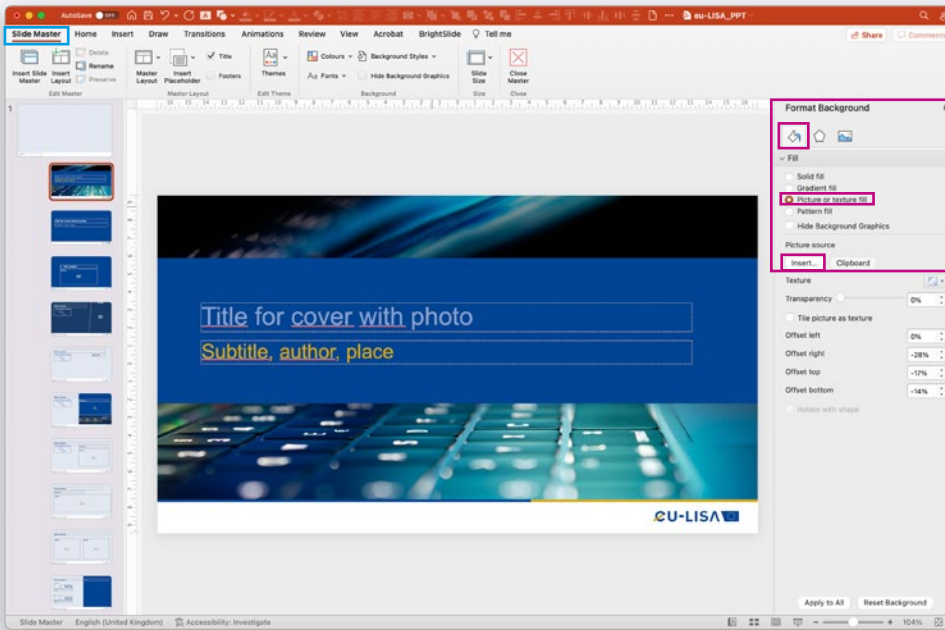 AutoSave OFF eu-LISA_PPT
Slide Master Home Insert Draw Transitions Animations Review View Acrobat BrightSlide Tell me Share Comments
Insert Slide Master Insert Layout Delete Rename Preserve Master Layout Insert Placeholder Title Footers Themes Colours Background Styles Aa Fonts Hide Background Graphics Slide Size Close Master
Edit Master Master Layout Edit Theme Background Size Close
1
Format Background
Fill
Solid fill
Gradient fill
Picture or texture fill
Pattern fill
Hide Background Graphics
Picture source
Insert... Clipboard
Texture
Transparency 0%
Tile picture as texture
Offset left 0%
Offset right -28%
Offset top -17%
Offset bottom -14%
Rotate with shape
Title for cover with photo
Subtitle, author, place
eu-LISA
Apply to All Reset Background
Slide Master English (United Kingdom) Accessibility: Investigate 104%